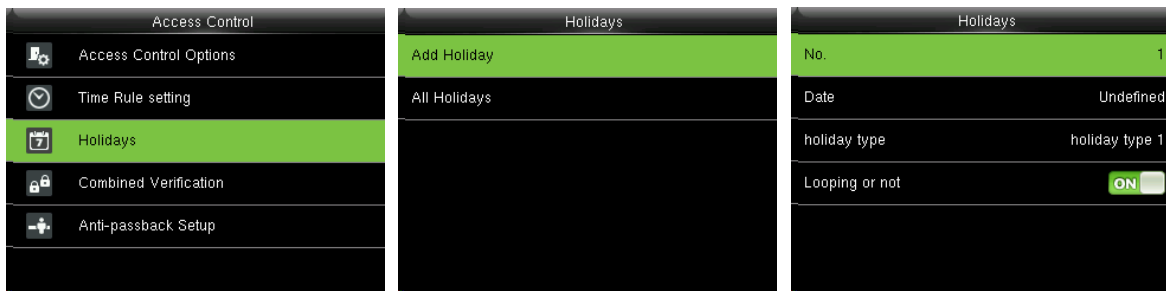 Access Control
Access Control Options
Time Rule setting
7 Holidays
Combined Verification
Anti-passback Setup
Holidays
Add Holiday
All Holidays
Holidays
No. 1
Date Undefined
holiday type holiday type 1
Looping or not ON